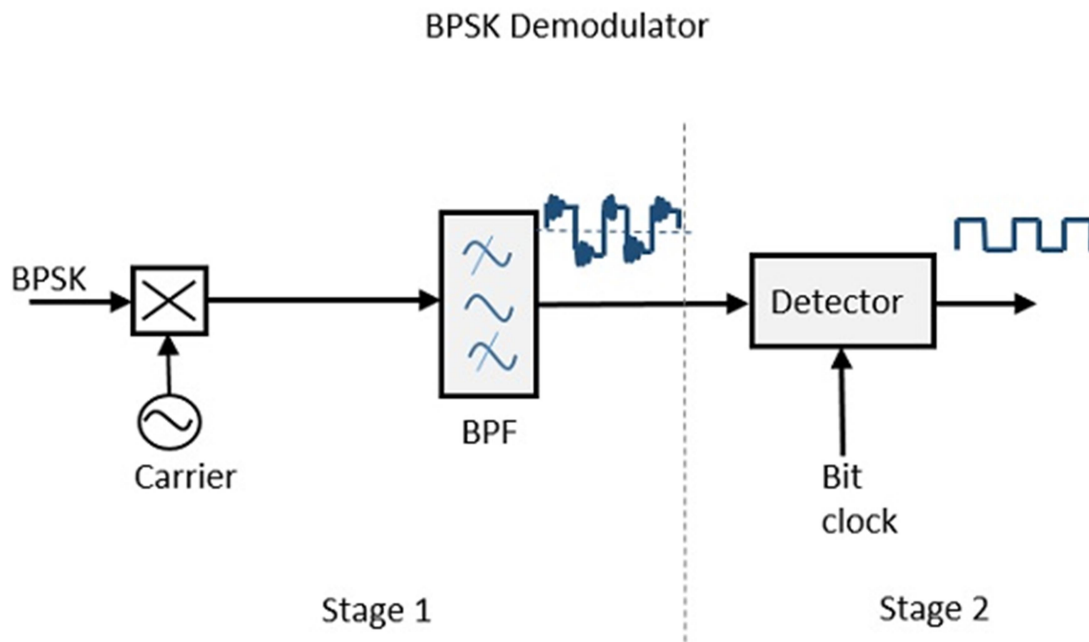 BPSK Demodulator
BPSK
Detector
BPF
Carrier
Bit
clock
Stage 1
Stage 2